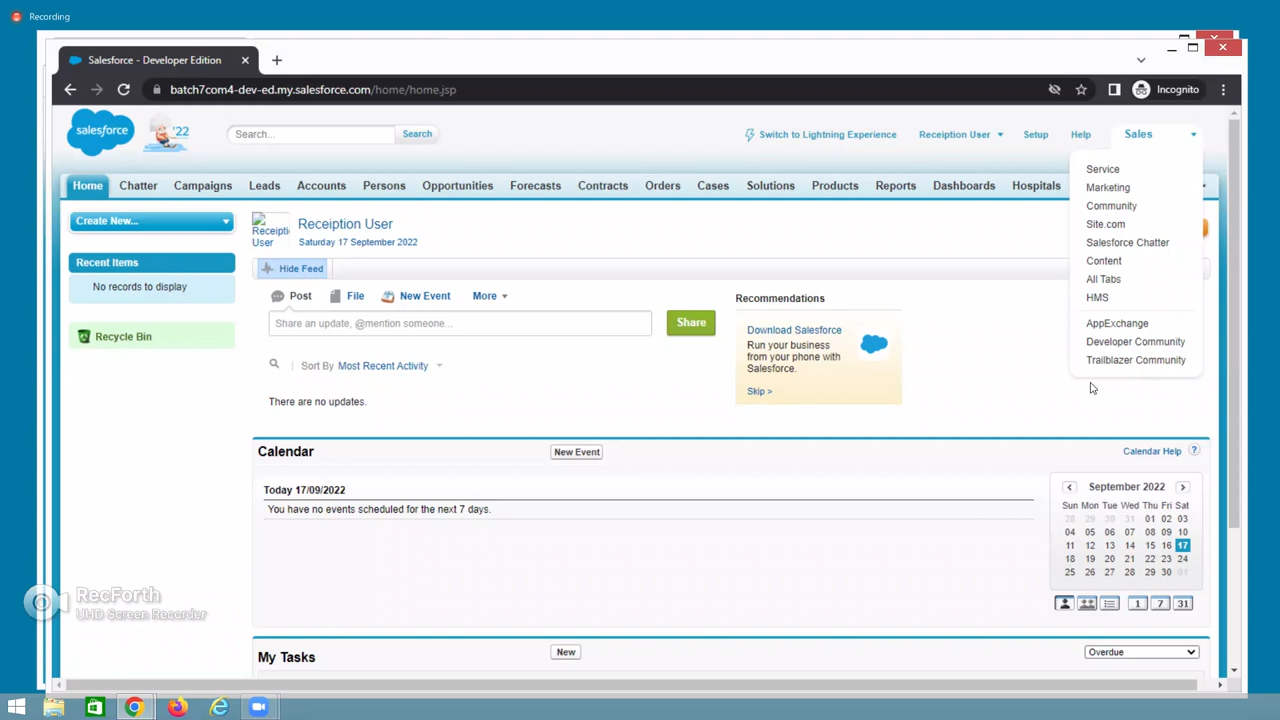 Recording
Salesforce - Developer Edition
batch7com4-dev-ed.my.salesforce.com/home/home.jsp
Incognito
salesforce
'22
Search...
Search
Switch to Lightning Experience
Receiption User
Setup
Help
Sales
Home
Chatter
Campaigns
Leads
Accounts
Persons
Opportunities
Forecasts
Contracts
Orders
Cases
Solutions
Products
Reports
Dashboards
Hospitals
Service
Marketing
Community
Site.com
Salesforce Chatter
Content
All Tabs
HMS
AppExchange
Developer Community
Trailblazer Community
Create New...
Recent Items
No records to display
Recycle Bin
Receiption
User
Receiption User
Saturday 17 September 2022
Hide Feed
Post
File
New Event
More
Share an update, @mention someone...
Share
Sort By Most Recent Activity
There are no updates.
Recommendations
Download Salesforce
Run your business
from your phone with
Salesforce.
Skip >
Calendar
New Event
Calendar Help
?
Today 17/09/2022
You have no events scheduled for the next 7 days.
September 2022
Sun Mon Tue Wed Thu Fri Sat
28 29 30 31 01 02 03
04 05 06 07 08 09 10
11 12 13 14 15 16 17
18 19 20 21 22 23 24
25 26 27 28 29 30 01
1 7 31
RecForth
UHD Screen Recorder
My Tasks
New
Overdue